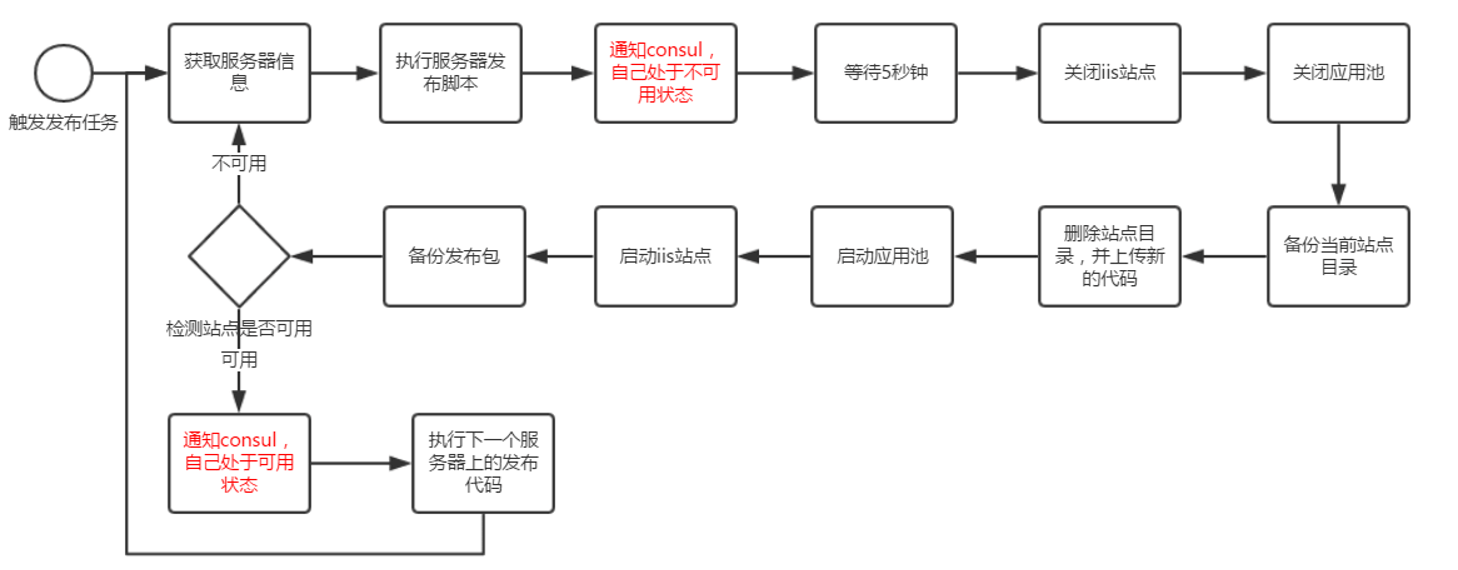 触发发布任务
获取服务器信
息
执行服务器发
布脚本
通知consul，
自己处于不可
用状态
等待5秒钟
关闭iis站点
关闭应用池
备份当前站点
目录
删除站点目
录，并上传新
的代码
启动应用池
启动iis站点
备份发布包
不可用
检测站点是否可用
可用
通知consul，
自己处于可用
状态
执行下一个服
务器上的发布
代码